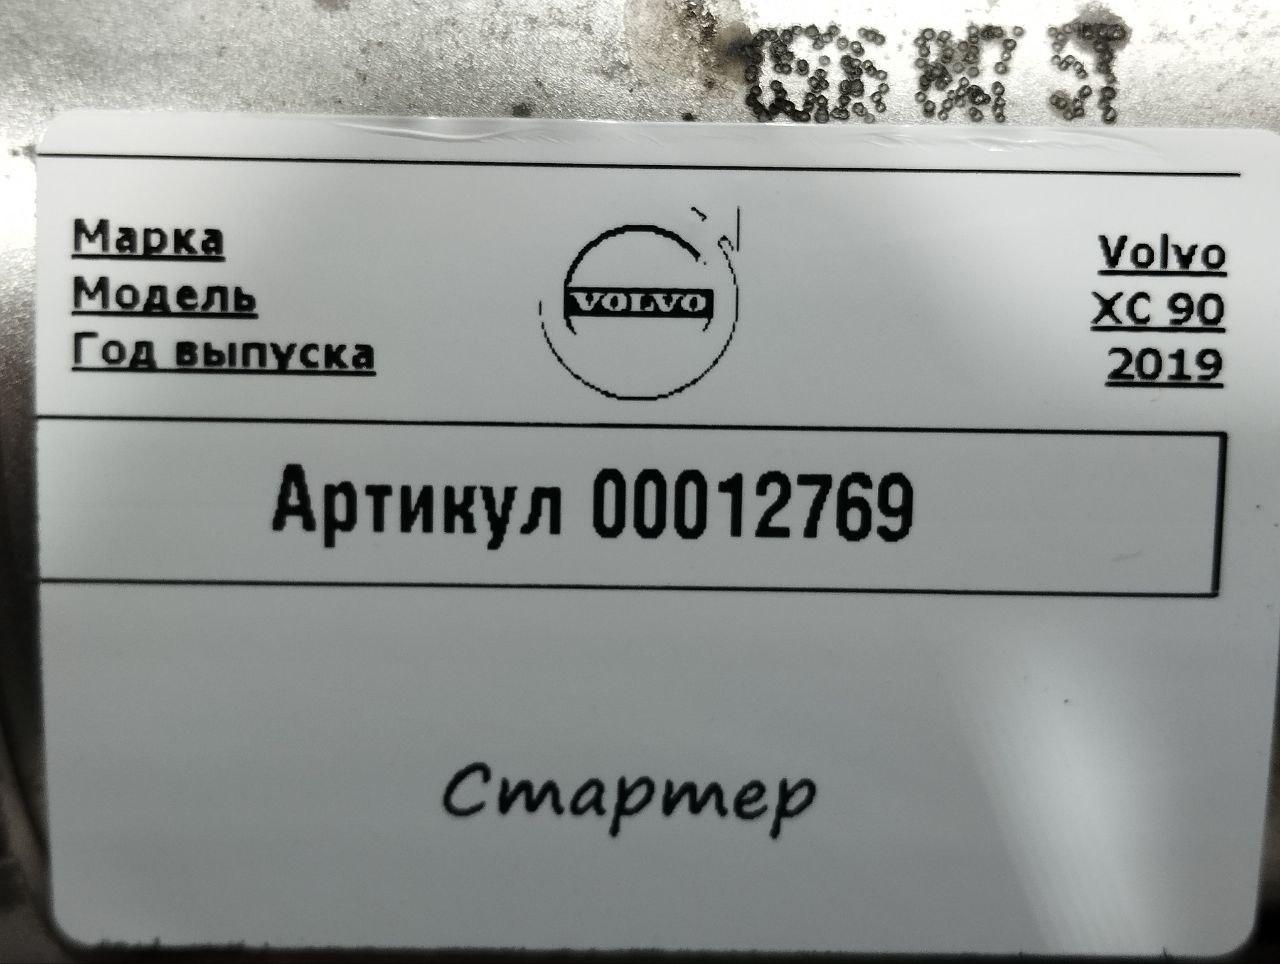 Марка
Volvo
Модель
XC 90
Год выпуска
2019
VOLVO
Артикул 00012769
Стартер